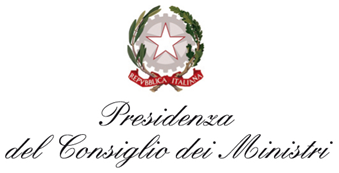 REPVBBLICA ITALIANA
Presidenza
del Consiglio dei Ministri